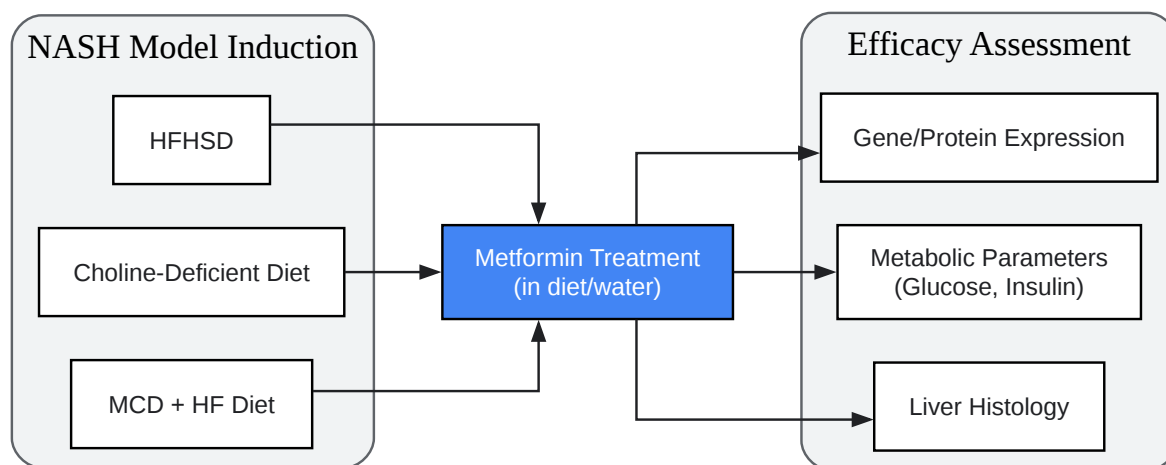 NASH Model Induction
HFHSD
Choline-Deficient Diet
MCD + HF Diet
Metformin Treatment
(in diet/water)
Efficacy Assessment
Gene/Protein Expression
Metabolic Parameters
(Glucose, Insulin)
Liver Histology